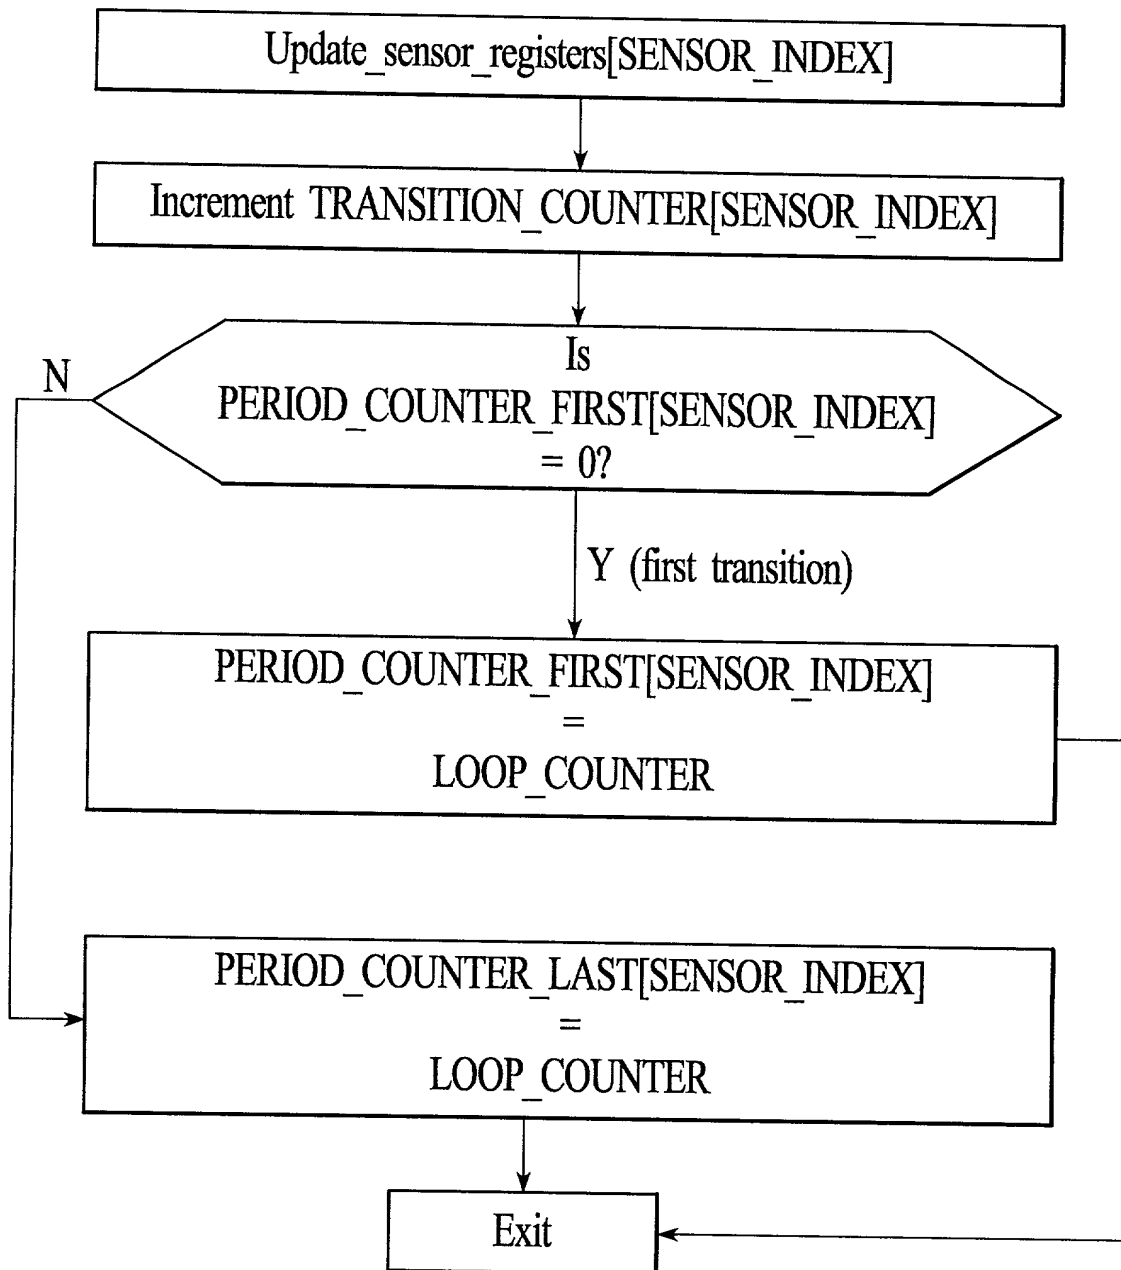 Update_sensor_registers[SENSOR_INDEX]
Increment TRANSITION_COUNTER[SENSOR_INDEX]
Is
N
PERIOD_COUNTER_FIRST[SENSOR_INDEX]
= 0?
Y (first transition)
PERIOD_COUNTER_FIRST[SENSOR_INDEX]
=
LOOP_COUNTER
PERIOD_COUNTER_LAST[SENSOR_INDEX]
=
LOOP_COUNTER
Exit